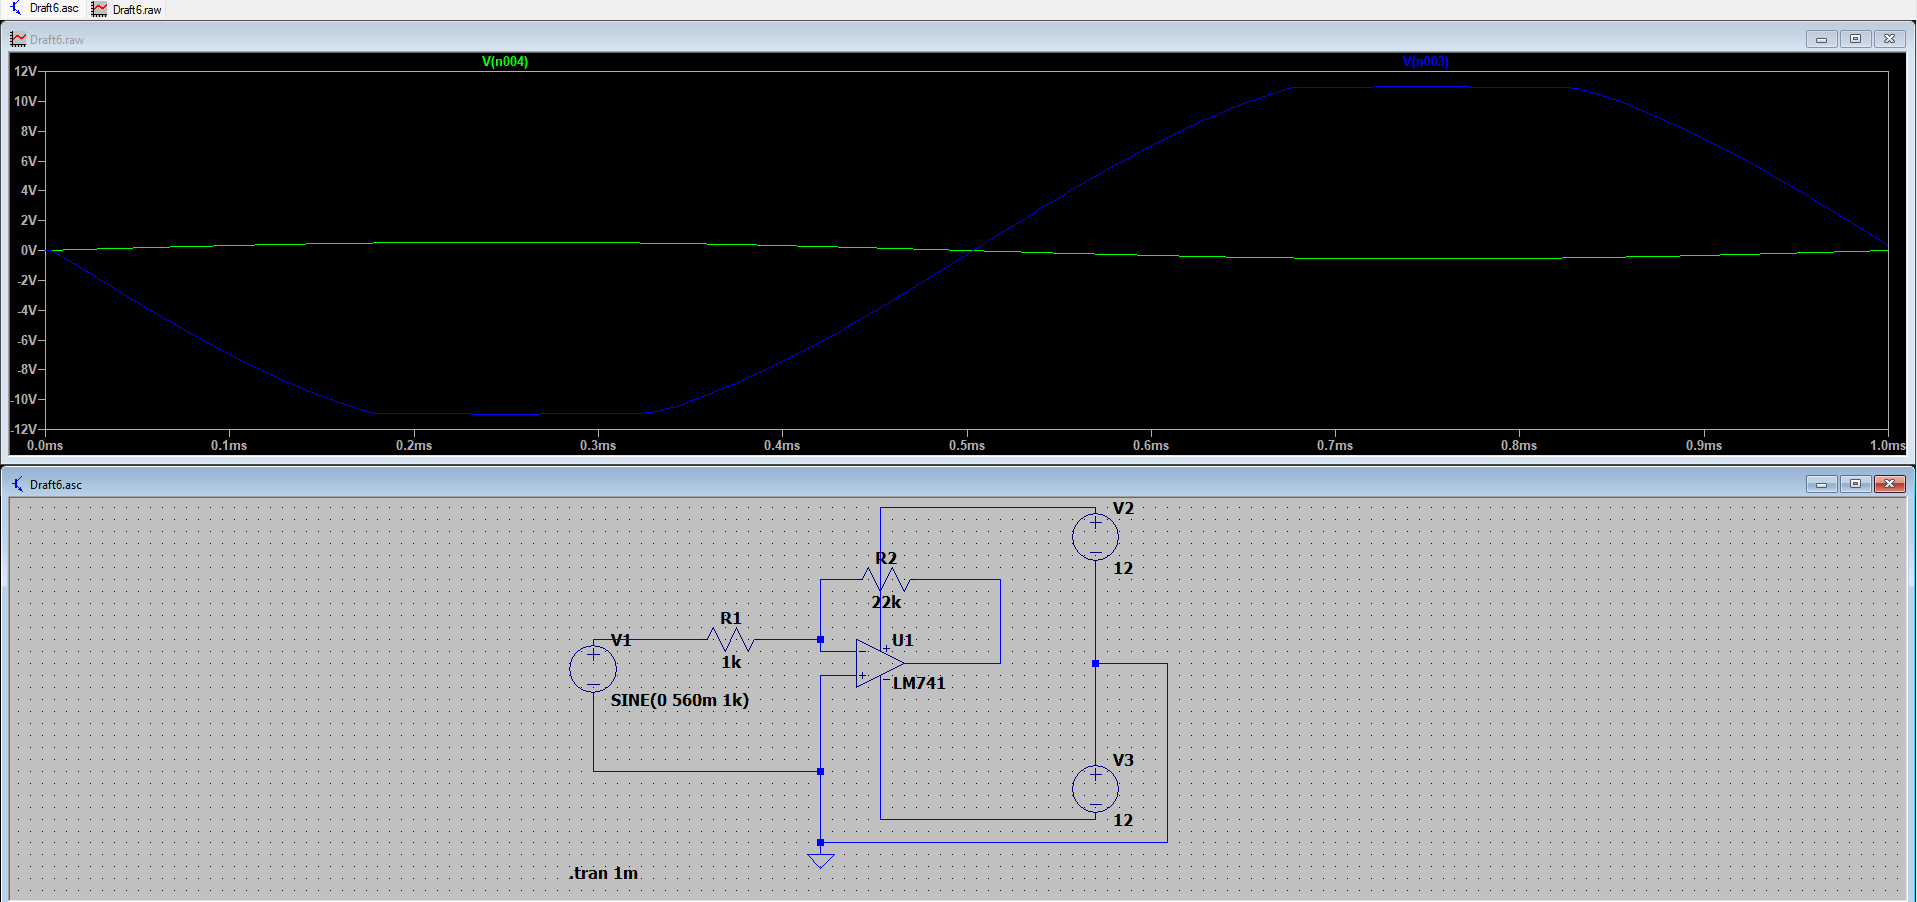 Draft6.asc Draft6.raw
Draft6.raw
V(n004) V(n003)
12V
10V
8V
6V
4V
2V
0V
-2V
-4V
-6V
-8V
-10V
-12V
0.0ms 0.1ms 0.2ms 0.3ms 0.4ms 0.5ms 0.6ms 0.7ms 0.8ms 0.9ms 1.0ms
Draft6.asc
V2
12
R2
22k
R1
1k
V1
SINE(0 560m 1k)
U1
LM741
V3
12
.tran 1m